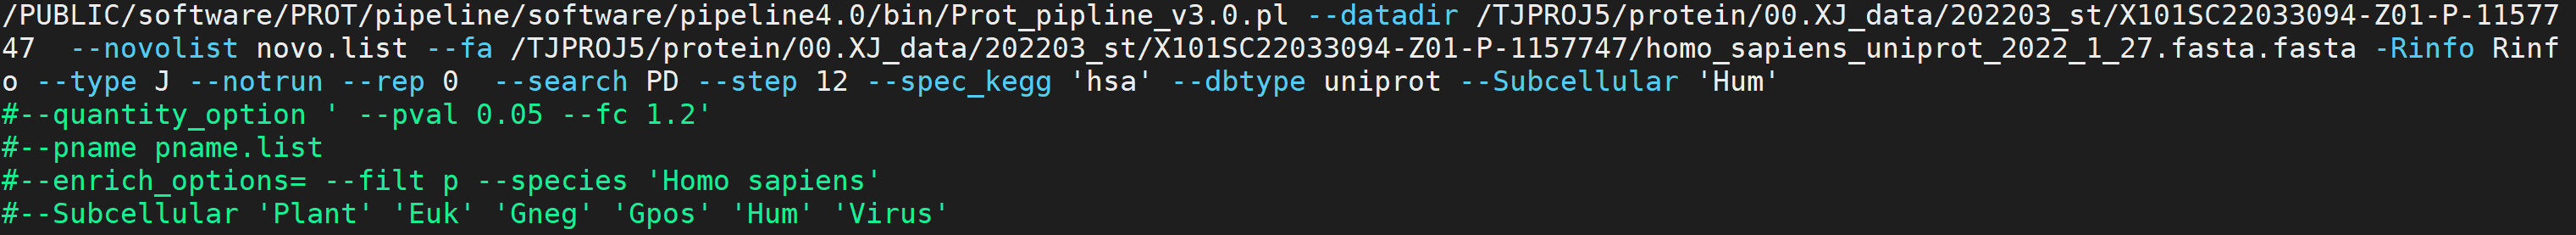 /PUBLIC/software/PROT/pipeline/software/pipeline4.0/bin/Prot_pipline_v3.0.pl --datadir /TJPROJ5/protein/00.XJ_data/202203_st/X101SC22033094-Z01-P-11577
47  --novolist novo.list --fa /TJPROJ5/protein/00.XJ_data/202203_st/X101SC22033094-Z01-P-1157747/homo_sapiens_uniprot_2022_1_27.fasta.fasta -Rinfo Rinf
o --type J --notrun --rep 0  --search PD --step 12 --spec_kegg 'hsa' --dbtype uniprot --Subcellular 'Hum'
#--quantity_option ' --pval 0.05 --fc 1.2'
#--pname pname.list
#--enrich_options= --filt p --species 'Homo sapiens'
#--Subcellular 'Plant' 'Euk' 'Gneg' 'Gpos' 'Hum' 'Virus'